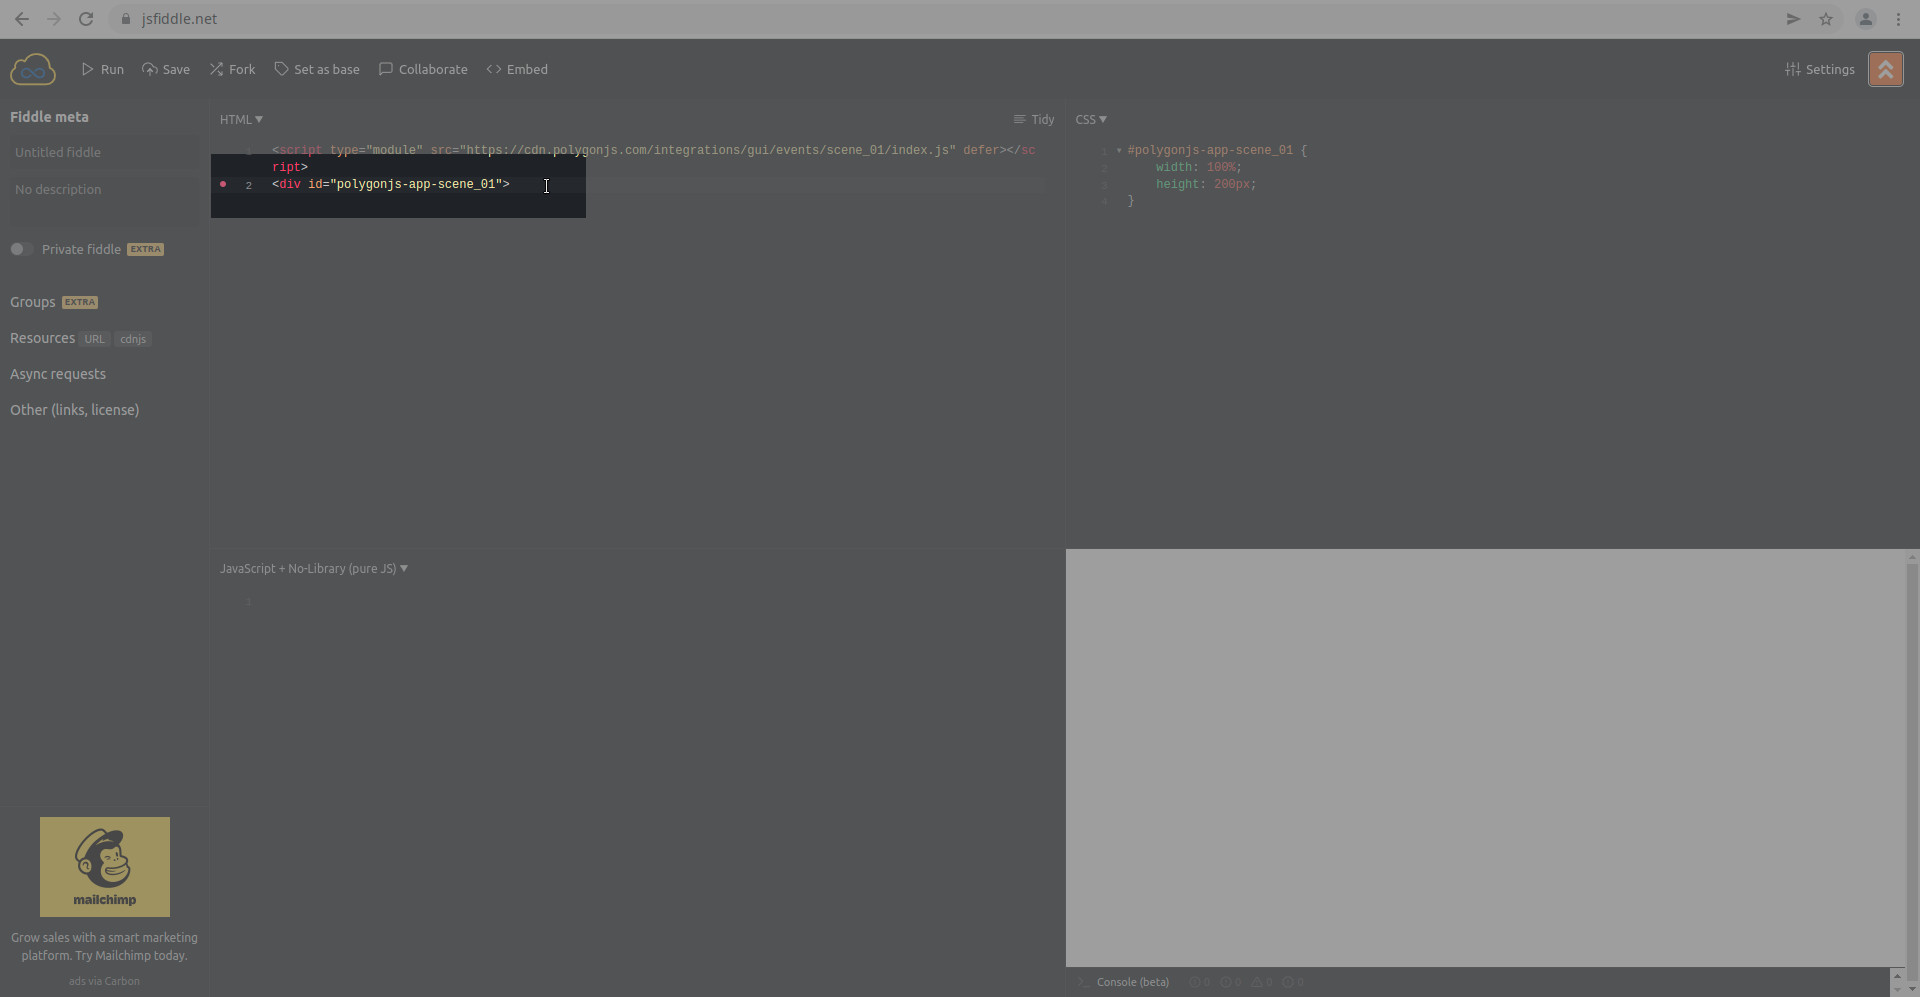 jsfiddle.net
Run Save Fork Set as base Collaborate Embed Settings
Fiddle meta
Untitled fiddle
No description
Private fiddle EXTRA
Groups EXTRA
Resources URL cdnjs
Async requests
Other (links, license)
mailchimp
Grow sales with a smart marketing
platform. Try Mailchimp today.
ads via Carbon
HTML Tidy
1 <script type="module" src="https://cdn.polygonjs.com/integrations/gui/events/scene_01/index.js" defer></sc
ript>
2 <div id="polygonjs-app-scene_01">
CSS
1 #polygonjs-app-scene_01 {
2 width: 100%;
3 height: 200px;
4 }
JavaScript + No-Library (pure JS)
1
>_ Console (beta) 0 0 0 0